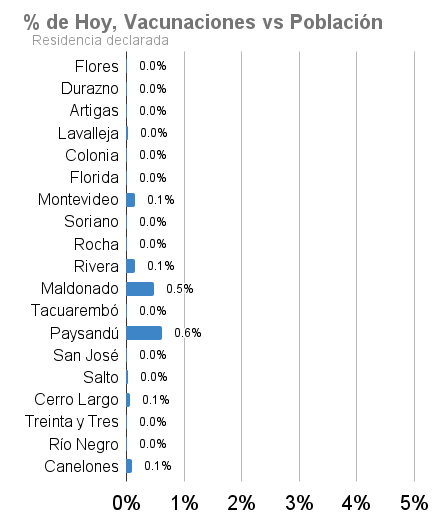 % de Hoy, Vacunaciones vs Población
Residencia declarada
Flores 0.0%
Durazno 0.0%
Artigas 0.0%
Lavalleja 0.0%
Colonia 0.0%
Florida 0.0%
Montevideo 0.1%
Soriano 0.0%
Rocha 0.0%
Rivera 0.1%
Maldonado 0.5%
Tacuarembó 0.0%
Paysandú 0.6%
San José 0.0%
Salto 0.0%
Cerro Largo 0.1%
Treinta y Tres 0.0%
Río Negro 0.0%
Canelones 0.1%
0% 1% 2% 3% 4% 5%